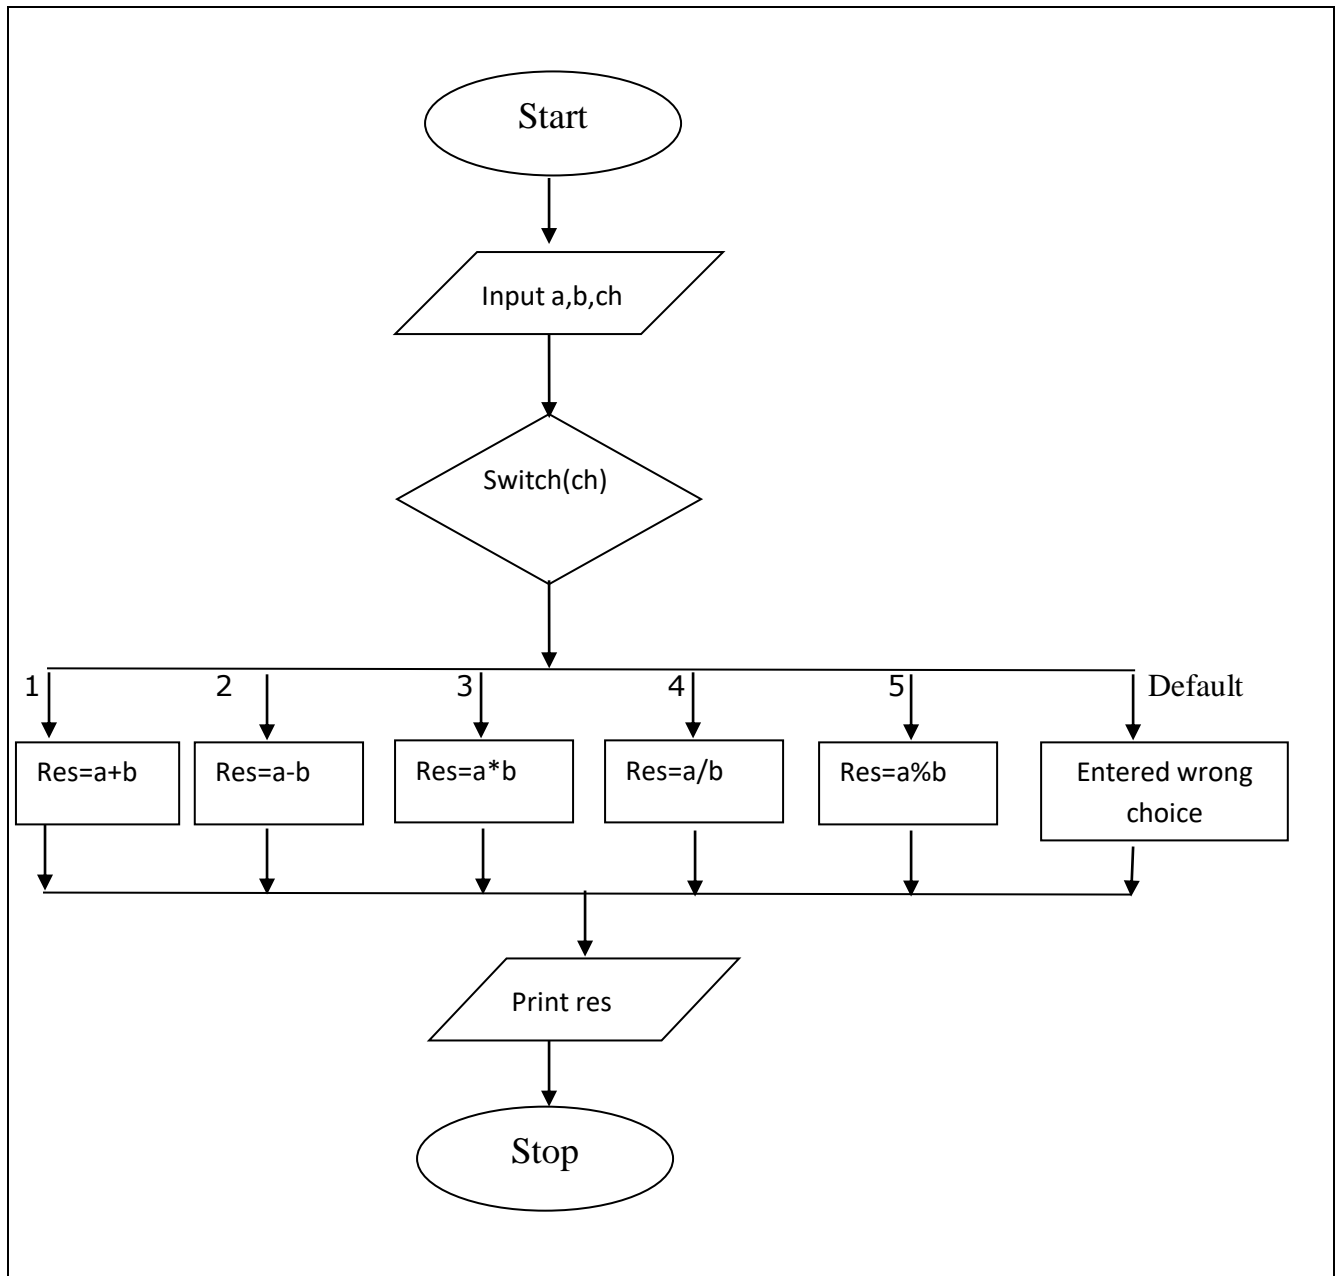 Start
Input a,b,ch
Switch(ch)
1
2
3
4
5
Default
Res=a+b
Res=a-b
Res=a*b
Res=a/b
Res=a%b
Entered wrong
choice
Print res
Stop